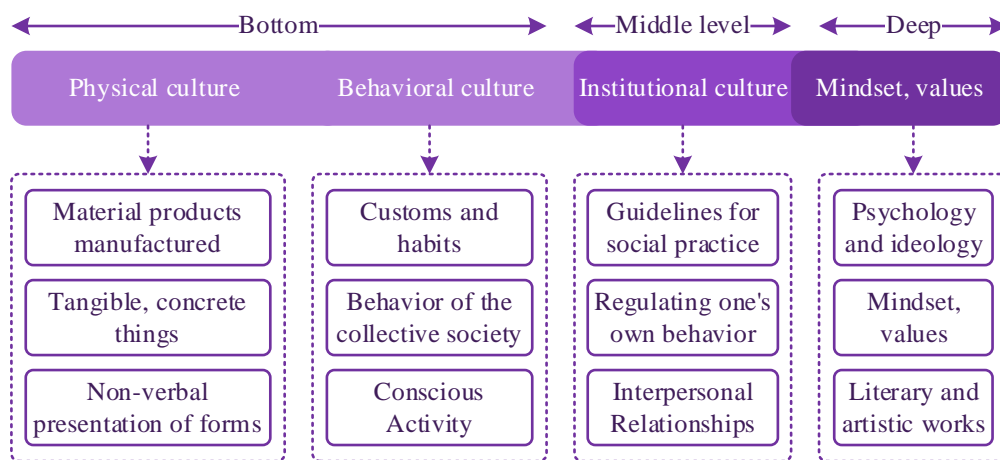 Bottom
Middle level
Deep
Physical culture
Behavioral culture
Institutional culture
Mindset, values
Material products
manufactured
Tangible, concrete
things
Non-verbal
presentation of forms
Customs and
habits
Behavior of the
collective society
Conscious
Activity
Guidelines for
social practice
Regulating one's
own behavior
Interpersonal
Relationships
Psychology
and ideology
Mindset,
values
Literary and
artistic works